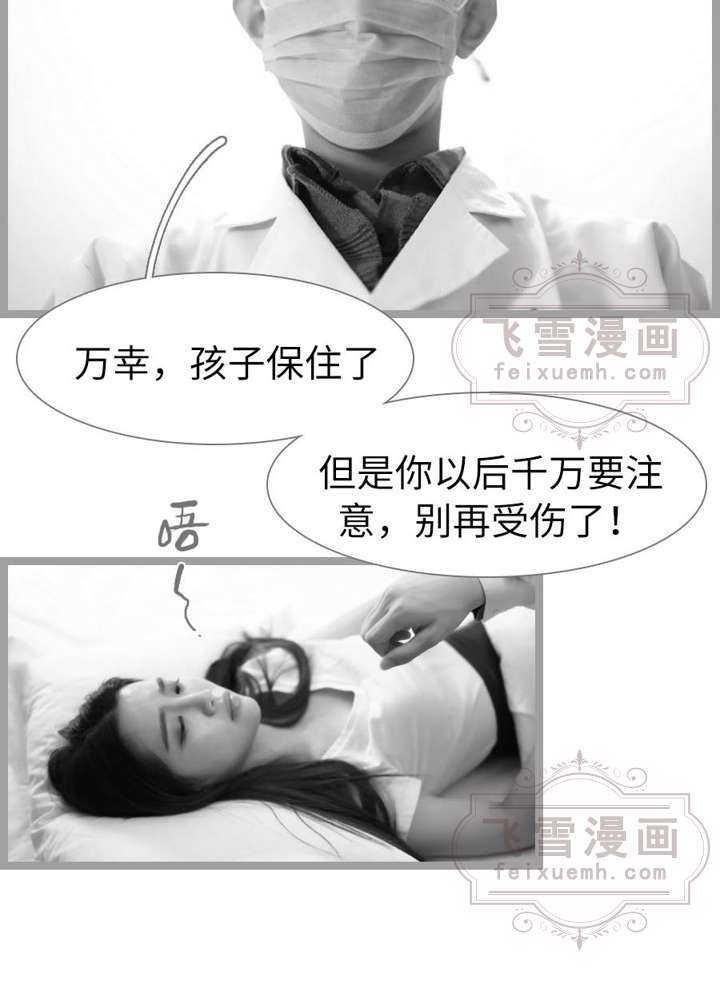 万幸，孩子保住了
但是你以后千万要注
意，别再受伤了！
唔
飞雪漫画
feixuemh.com
飞雪漫画
feixuemh.com